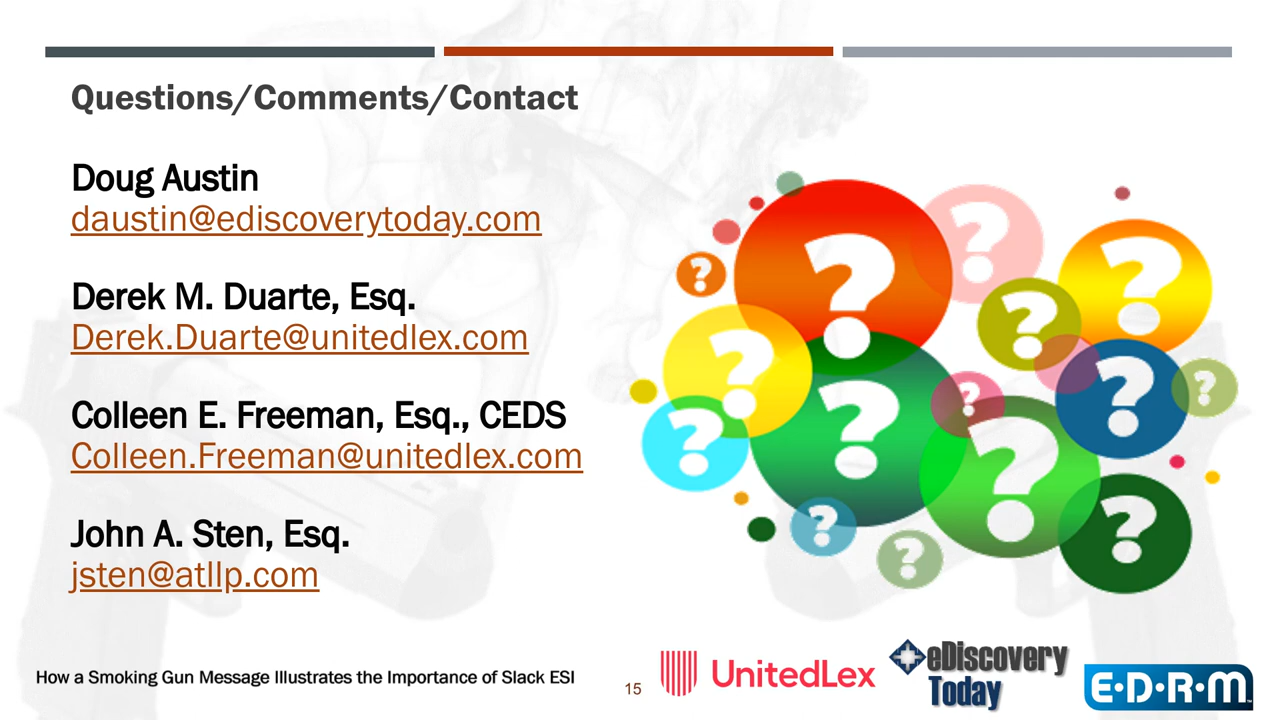 Questions/Comments/Contact
Doug Austin
daustin@ediscoverytoday.com
Derek M. Duarte, Esq.
Derek.Duarte@unitedlex.com
Colleen E. Freeman, Esq., CEDS
Colleen.Freeman@unitedlex.com
John A. Sten, Esq.
jsten@atllp.com
? ? ? ? ? ? ? ? ? ? ? ? ?
How a Smoking Gun Message Illustrates the Importance of Slack ESI
15
UnitedLex
eDiscovery
Today
E·D·R·M